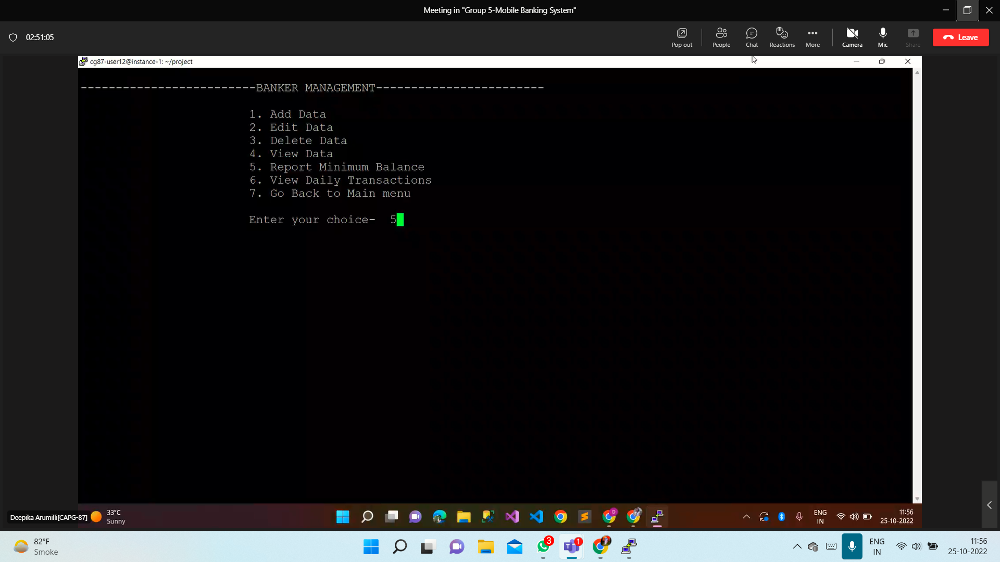 Meeting in "Group 5-Mobile Banking System"
02:51:05
Pop out
People
Chat
Reactions
More
Camera
Mic
Share
Leave
cg87-user12@instance-1: ~/project
-------------------------BANKER MANAGEMENT------------------------
1. Add Data
2. Edit Data
3. Delete Data
4. View Data
5. Report Minimum Balance
6. View Daily Transactions
7. Go Back to Main menu
Enter your choice-  5
Deepika Arumilli[CAPG-87]
33°C
Sunny
D
ENG
IN
11:56
25-10-2022
82°F
Smoke
3
1
ENG
IN
11:56
25-10-2022